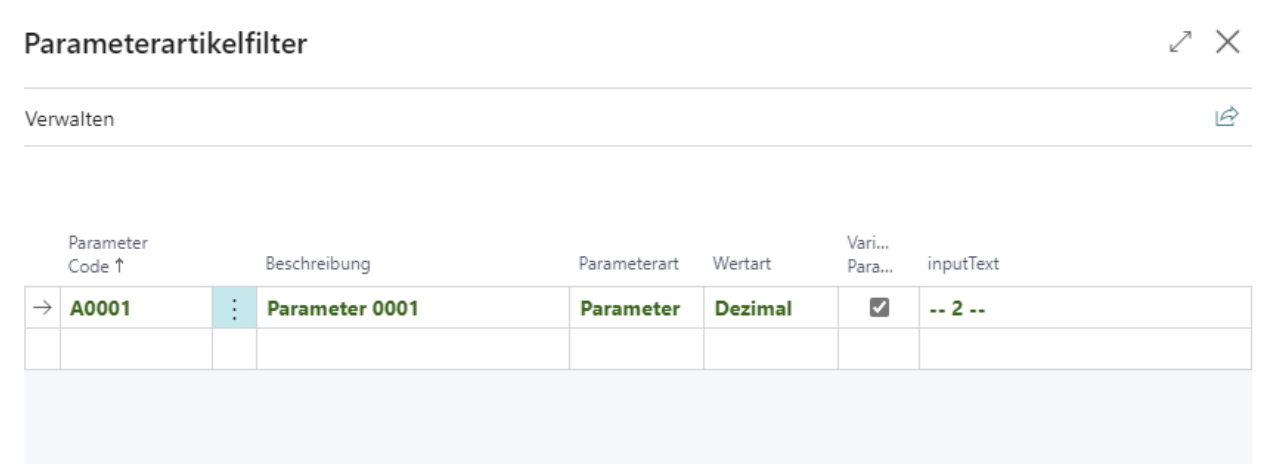 Parameterartikelfilter
Verwalten
Parameter Code ↑ Beschreibung Parameterart Wertart Vari... Para... inputText
A0001 Parameter 0001 Parameter Dezimal -- 2 --